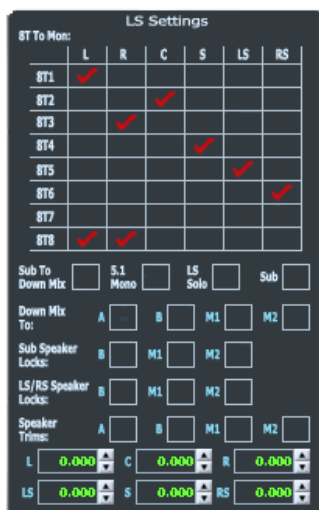 LS Settings
8T To Mon:
L R C S LS RS
8T1
8T2
8T3
8T4
8T5
8T6
8T7
8T8
Sub To Down Mix 5.1 Mono LS Solo Sub
Down Mix To: A B M1 M2
Sub Speaker Locks: B M1 M2
LS/RS Speaker Locks: B M1 M2
Speaker Trims: A B M1 M2
L 0.000 C 0.000 R 0.000
LS 0.000 S 0.000 RS 0.000